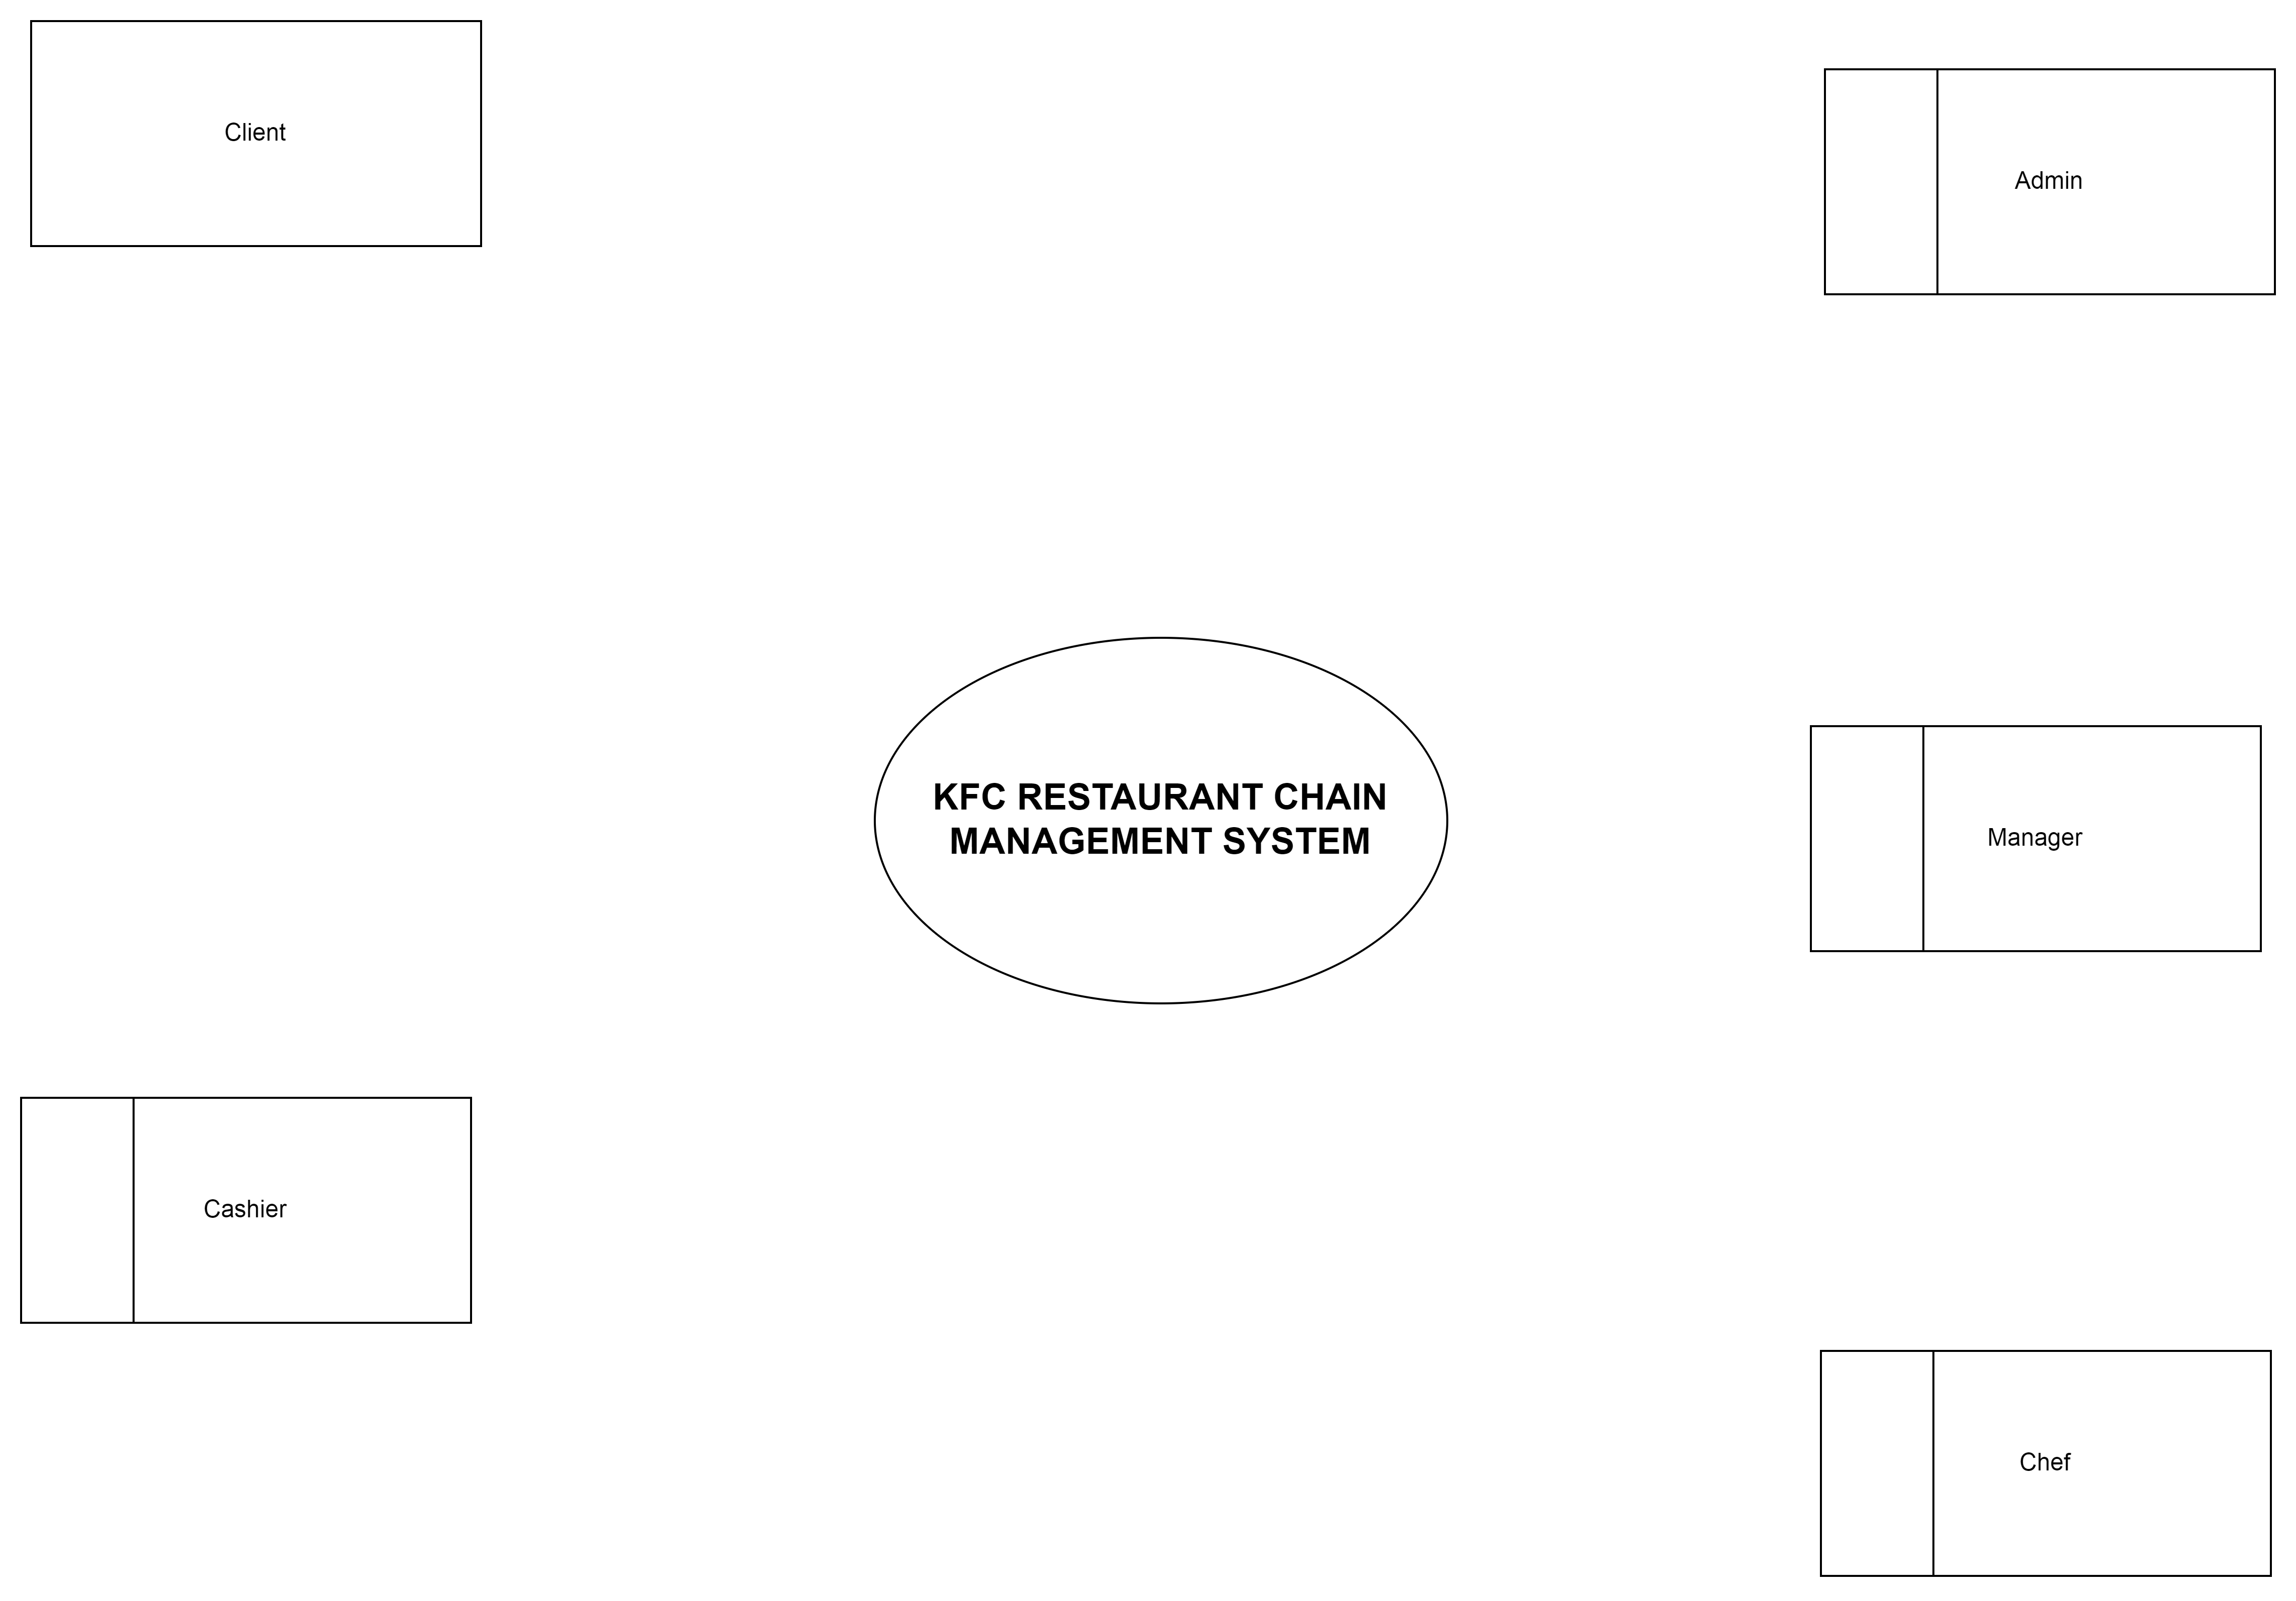 Client
Admin
KFC RESTAURANT CHAIN
MANAGEMENT SYSTEM
Manager
Cashier
Chef